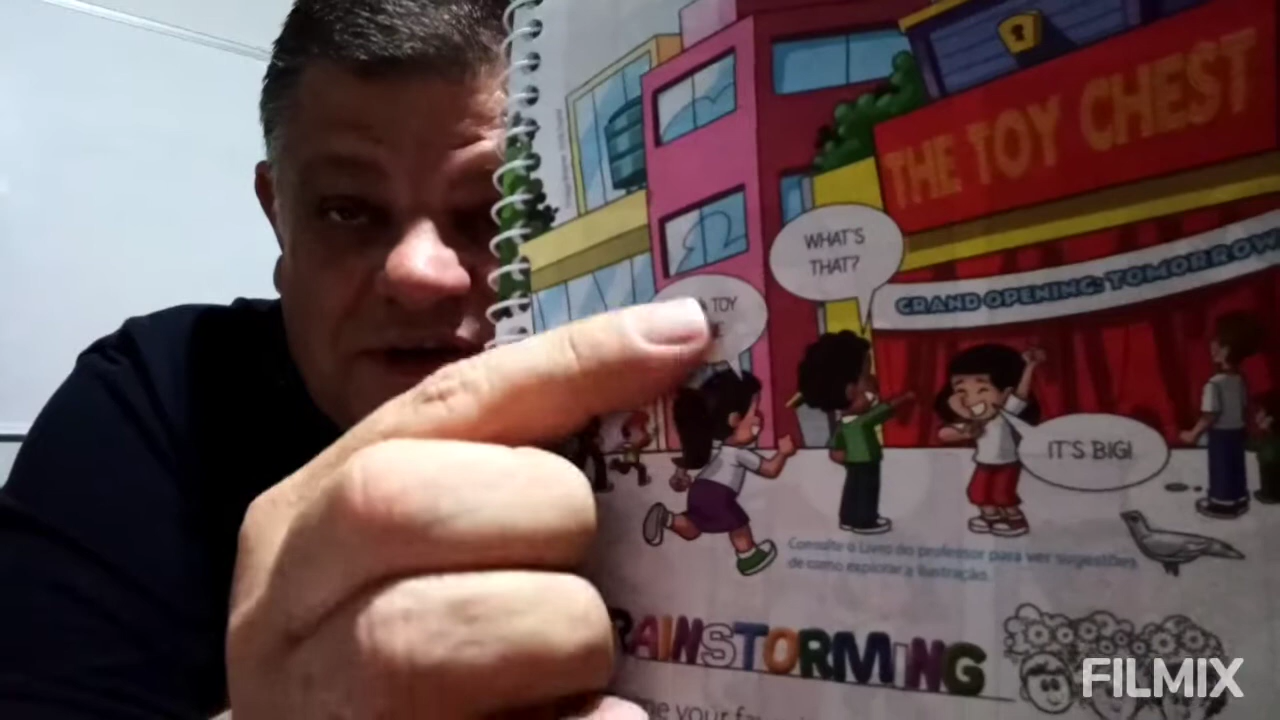 THE TOY CHEST
WHAT'S
THAT?
TOY
GRAND OPENING: TOMORROW
IT'S BIG!
Consulte o Livro do professor para ver sugestões
de como explorar a ilustração.
RAINSTORMING
your
FILMIX